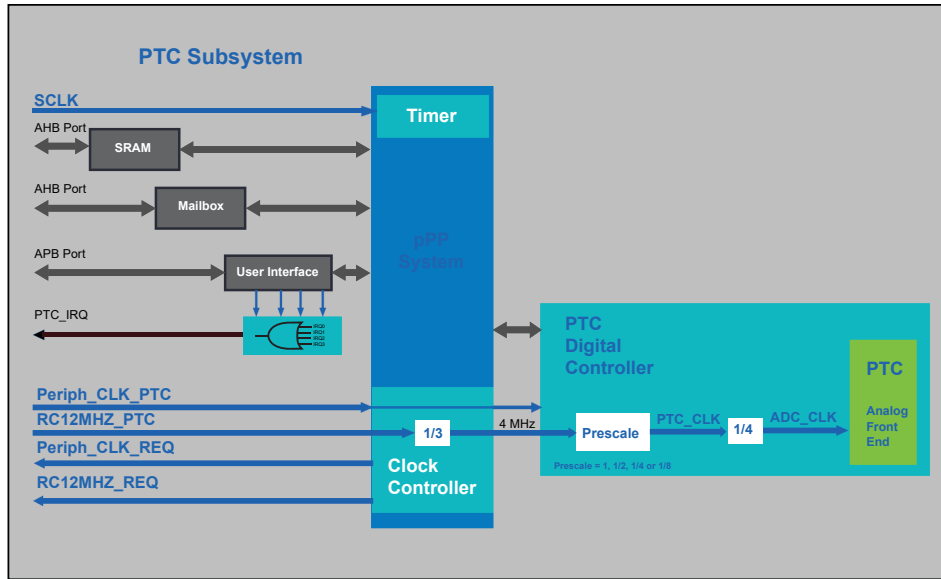 PTC Subsystem
SCLK
Timer
AHB Port
SRAM
AHB Port
Mailbox
pPP
System
APB Port
User Interface
PTC_IRQ
IRQ0
IRQ1
IRQ2
IRQ3
PTC
Digital
Controller
PTC
Analog
Front
End
Periph_CLK_PTC
RC12MHZ_PTC
1/3
4 MHz
Prescale
PTC_CLK
1/4
ADC_CLK
Prescale = 1, 1/2, 1/4 or 1/8
Periph_CLK_REQ
RC12MHZ_REQ
Clock
Controller